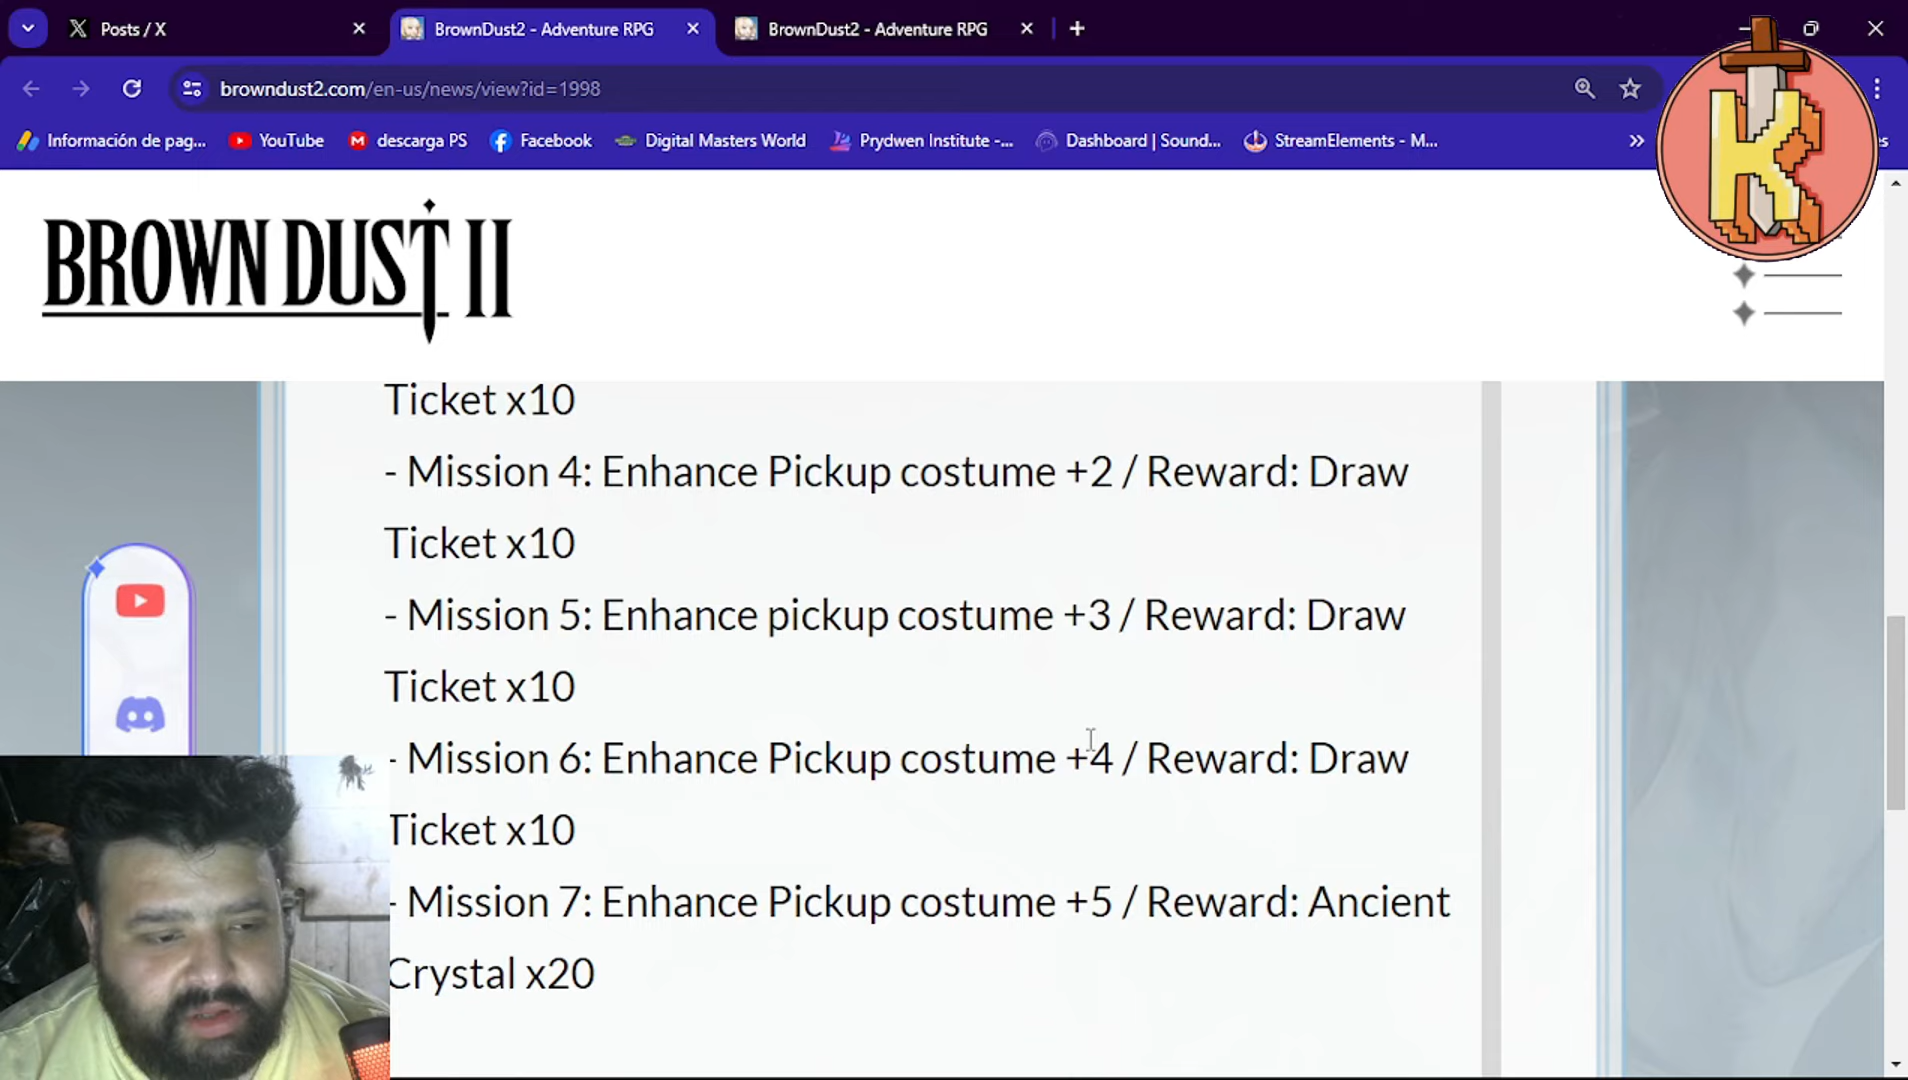 Posts / X
BrownDust2 - Adventure RPG
BrownDust2 - Adventure RPG
browndust2.com/en-us/news/view?id=1998
Información de pag...
YouTube
descarga PS
Facebook
Digital Masters World
Prydwen Institute -...
Dashboard | Sound...
StreamElements - M...
»
es
K
BROWN DUST II
Ticket x10
- Mission 4: Enhance Pickup costume +2 / Reward: Draw
Ticket x10
- Mission 5: Enhance pickup costume +3 / Reward: Draw
Ticket x10
- Mission 6: Enhance Pickup costume +4 / Reward: Draw
Ticket x10
- Mission 7: Enhance Pickup costume +5 / Reward: Ancient
Crystal x20